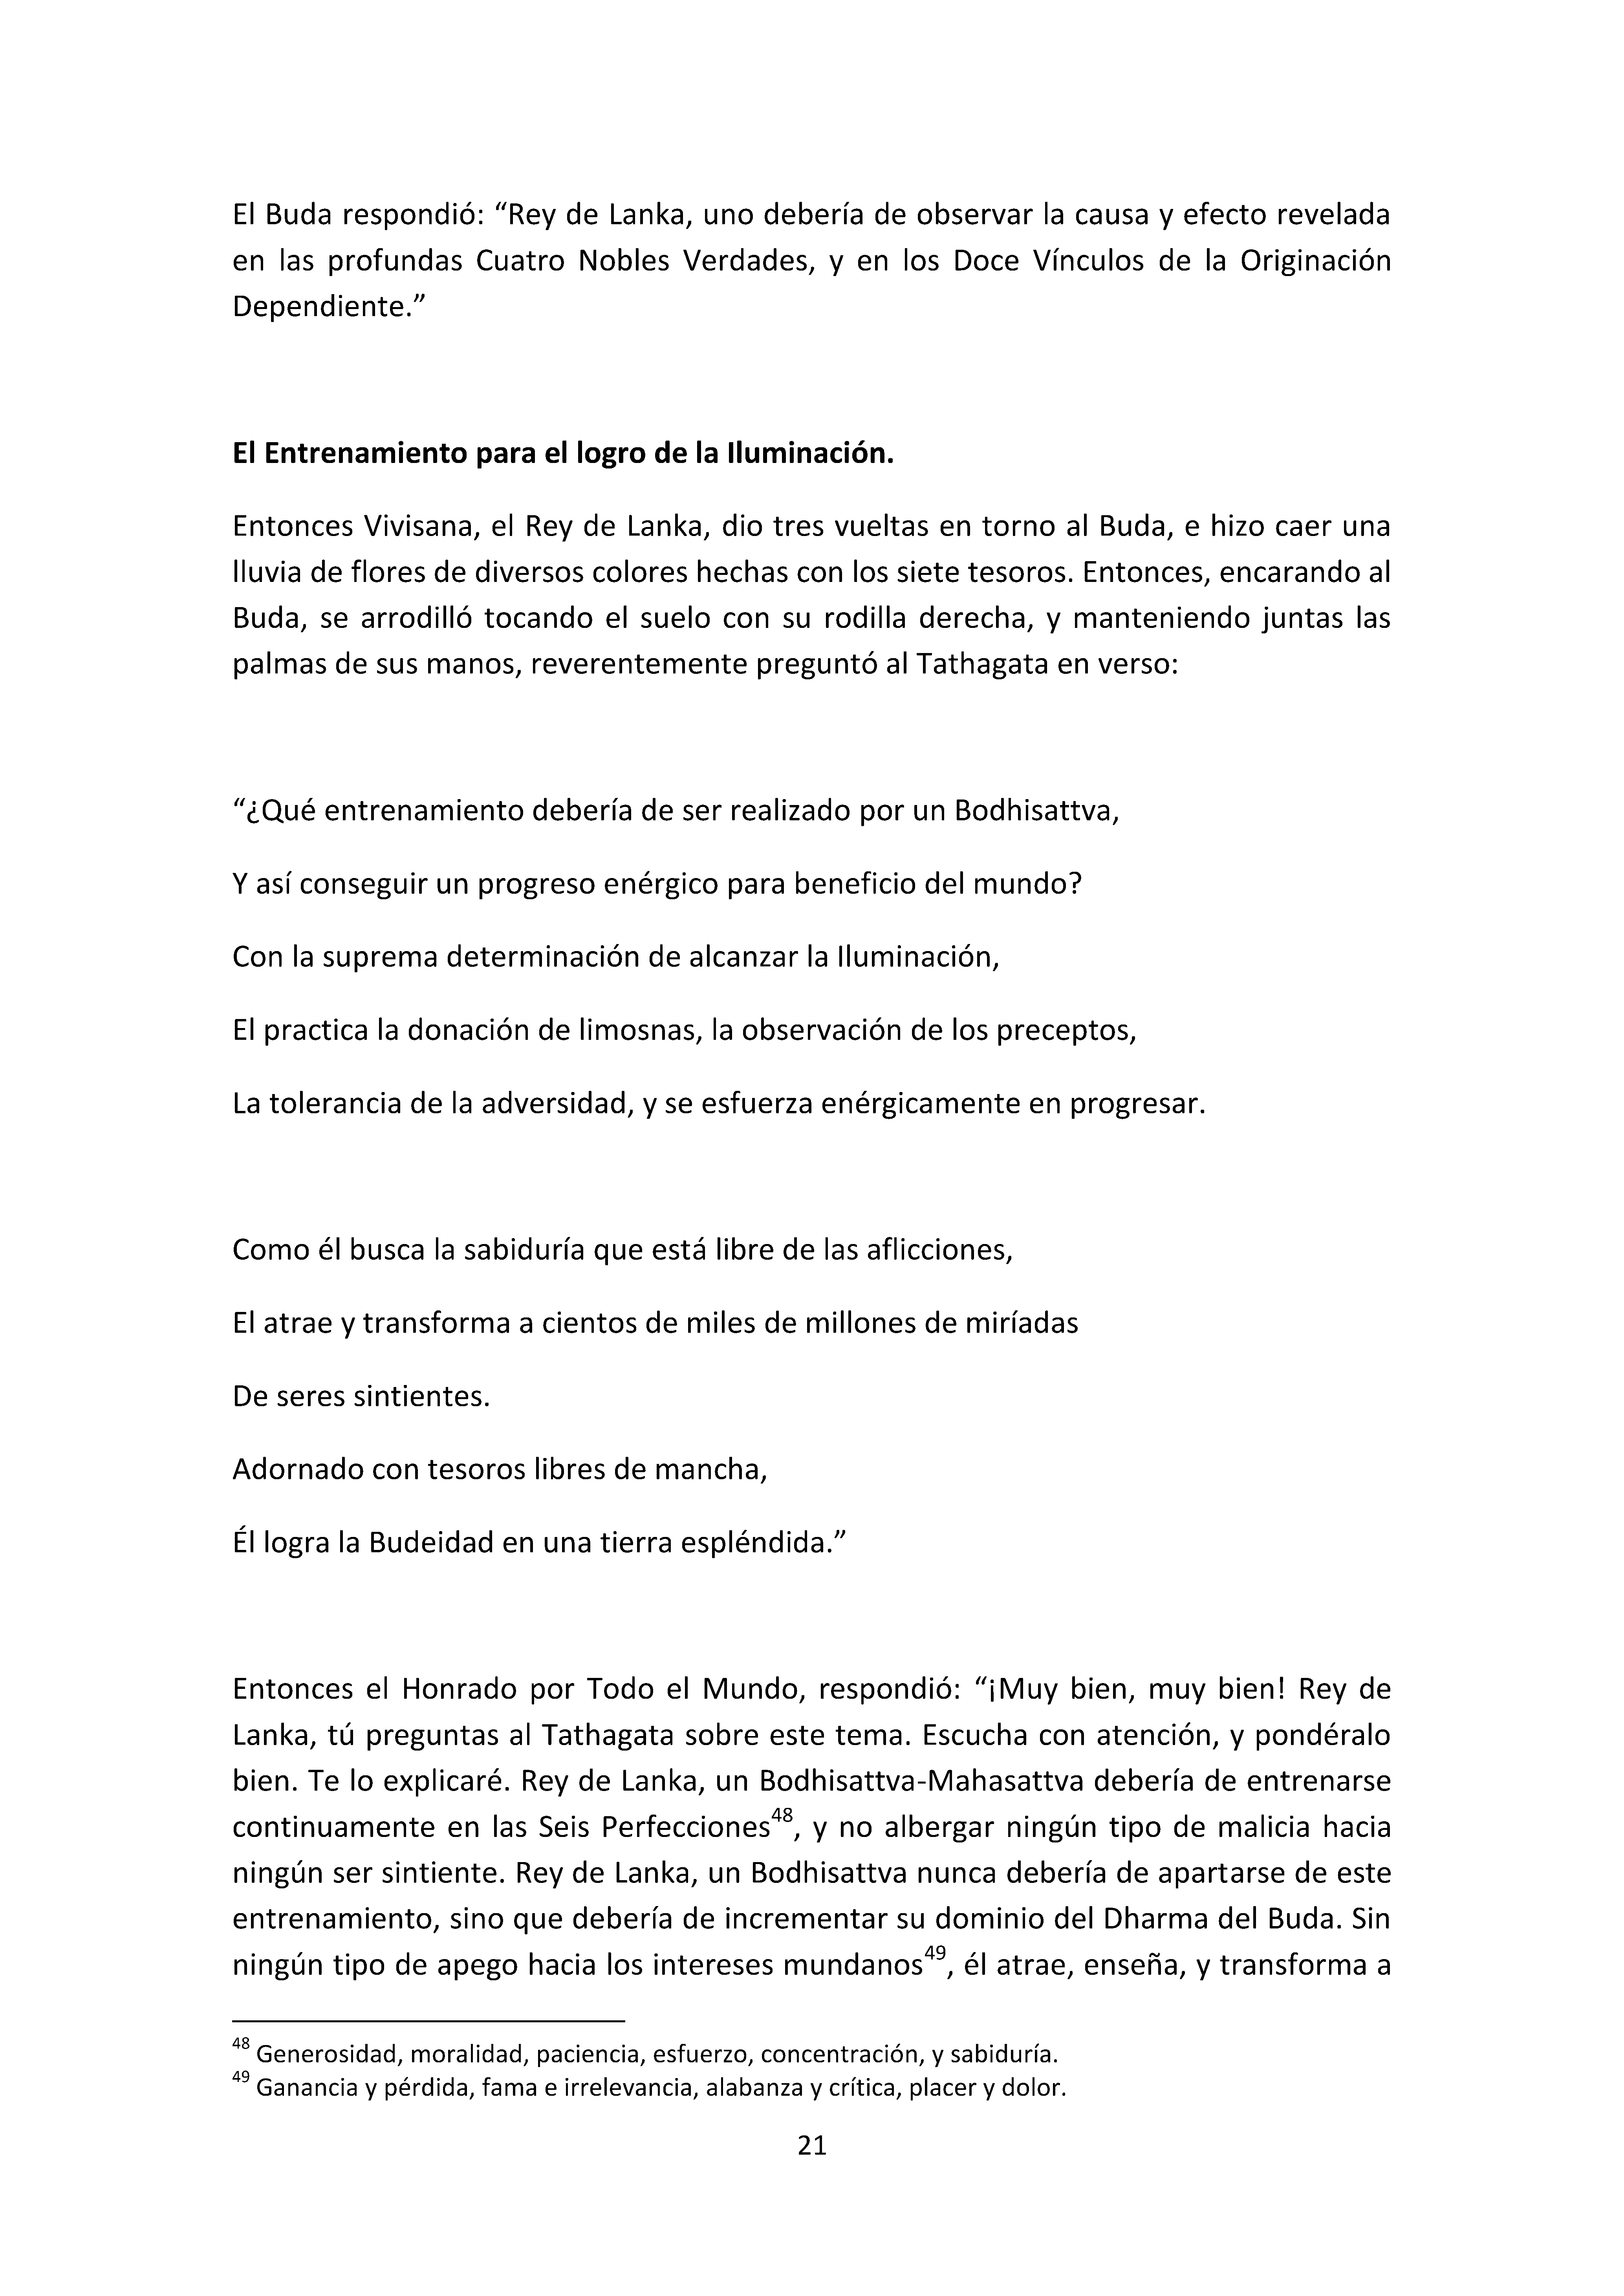 El Buda respondió: “Rey de Lanka, uno debería de observar la causa y efecto revelada
en las profundas Cuatro Nobles Verdades, y en los Doce Vínculos de la Originación
Dependiente.”
El Entrenamiento para el logro de la Iluminación.
Entonces Vivisana, el Rey de Lanka, dio tres vueltas en torno al Buda, e hizo caer una
lluvia de flores de diversos colores hechas con los siete tesoros. Entonces, encarando al
Buda, se arrodilló tocando el suelo con su rodilla derecha, y manteniendo juntas las
palmas de sus manos, reverentemente preguntó al Tathagata en verso:
“¿Qué entrenamiento debería de ser realizado por un Bodhisattva,
Y así conseguir un progreso enérgico para beneficio del mundo?
Con la suprema determinación de alcanzar la Iluminación,
El practica la donación de limosnas, la observación de los preceptos,
La tolerancia de la adversidad, y se esfuerza enérgicamente en progresar.
Como él busca la sabiduría que está libre de las aflicciones,
El atrae y transforma a cientos de miles de millones de miríadas
De seres sintientes.
Adornado con tesoros libres de mancha,
Él logra la Budeidad en una tierra espléndida.”
Entonces el Honrado por Todo el Mundo, respondió: “¡Muy bien, muy bien! Rey de
Lanka, tú preguntas al Tathagata sobre este tema. Escucha con atención, y pondéralo
bien. Te lo explicaré. Rey de Lanka, un Bodhisattva-Mahasattva debería de entrenarse
continuamente en las Seis Perfecciones48, y no albergar ningún tipo de malicia hacia
ningún ser sintiente. Rey de Lanka, un Bodhisattva nunca debería de apartarse de este
entrenamiento, sino que debería de incrementar su dominio del Dharma del Buda. Sin
ningún tipo de apego hacia los intereses mundanos49, él atrae, enseña, y transforma a
48 Generosidad, moralidad, paciencia, esfuerzo, concentración, y sabiduría.
49 Ganancia y pérdida, fama e irrelevancia, alabanza y crítica, placer y dolor.
21